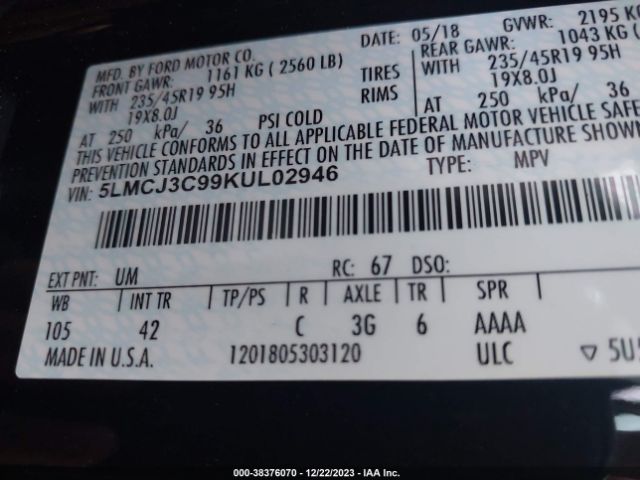 MFD. BY FORD MOTOR CO. DATE: 05/18 GVWR: 2195 KG
FRONT GAWR: 1161 KG ( 2560 LB) REAR GAWR: 1043 KG (
WITH 235/45R19 95H TIRES WITH 235/45R19 95H
19X8.0J RIMS 19X8.0J
AT 250 kPa/ 36 PSI COLD AT 250 kPa/ 36
THIS VEHICLE CONFORMS TO ALL APPLICABLE FEDERAL MOTOR VEHICLE SAFE
PREVENTION STANDARDS IN EFFECT ON THE DATE OF MANUFACTURE SHOWN
VIN: 5LMCJ3C99KUL02946 TYPE: MPV
EXT PNT: UM RC: 67 DSO:
WB INT TR TP/PS R AXLE TR SPR
105 42 C 3G 6 AAAA
MADE IN U.S.A. 1201805303120 ULC ▽ 5U5
000-38376070 - 12/22/2023 - IAA Inc.